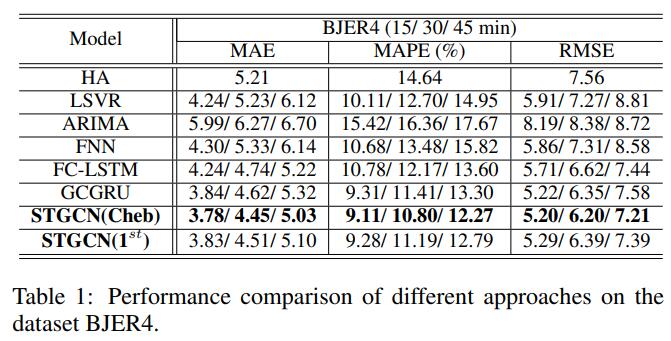 Model BJER4 (15/ 30/ 45 min)
MAE MAPE (%) RMSE
HA 5.21 14.64 7.56
LSVR 4.24/ 5.23/ 6.12 10.11/ 12.70/ 14.95 5.91/ 7.27/ 8.81
ARIMA 5.99/ 6.27/ 6.70 15.42/ 16.36/ 17.67 8.19/ 8.38/ 8.72
FNN 4.30/ 5.33/ 6.14 10.68/ 13.48/ 15.82 5.86/ 7.31/ 8.58
FC-LSTM 4.24/ 4.74/ 5.22 10.78/ 12.17/ 13.60 5.71/ 6.62/ 7.44
GCGRU 3.84/ 4.62/ 5.32 9.31/ 11.41/ 13.30 5.22/ 6.35/ 7.58
STGCN(Cheb) 3.78/ 4.45/ 5.03 9.11/ 10.80/ 12.27 5.20/ 6.20/ 7.21
STGCN(1st) 3.83/ 4.51/ 5.10 9.28/ 11.19/ 12.79 5.29/ 6.39/ 7.39
Table 1: Performance comparison of different approaches on the
dataset BJER4.